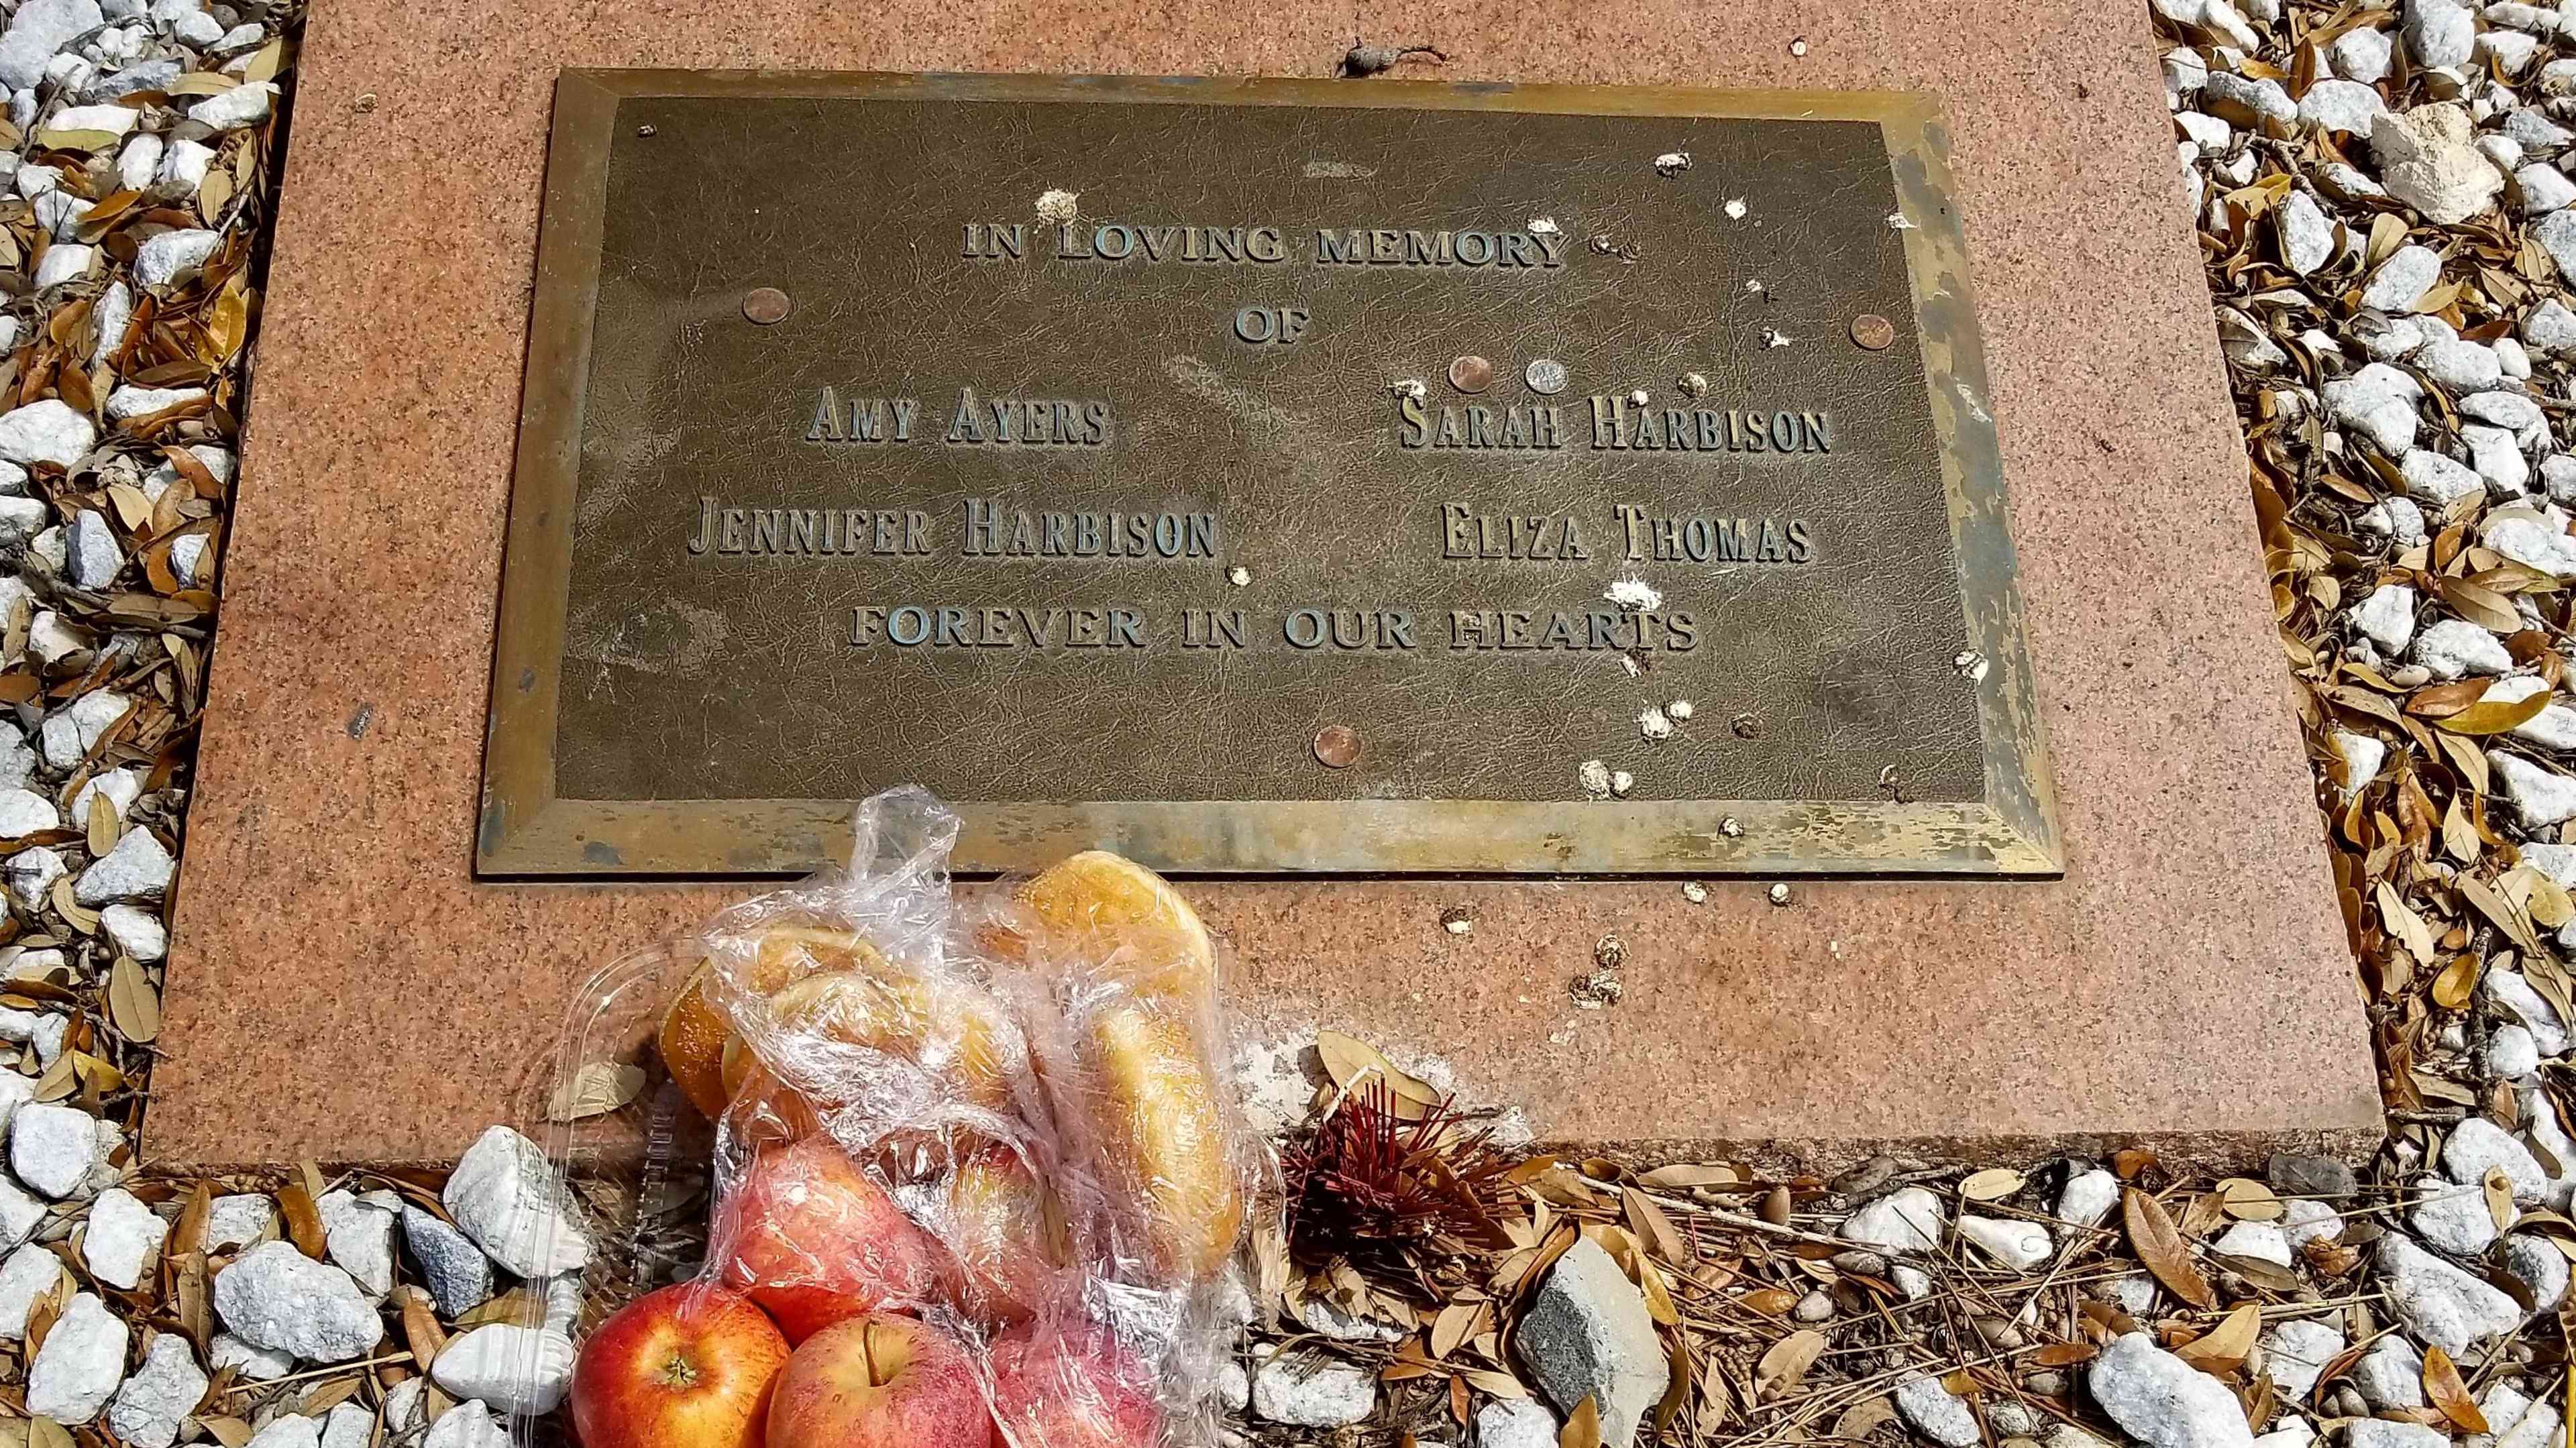 IN LOVING MEMORY
OF
AMY AYERS SARAH HARBISON
JENNIFER HARBISON ELIZA THOMAS
FOREVER IN OUR HEARTS